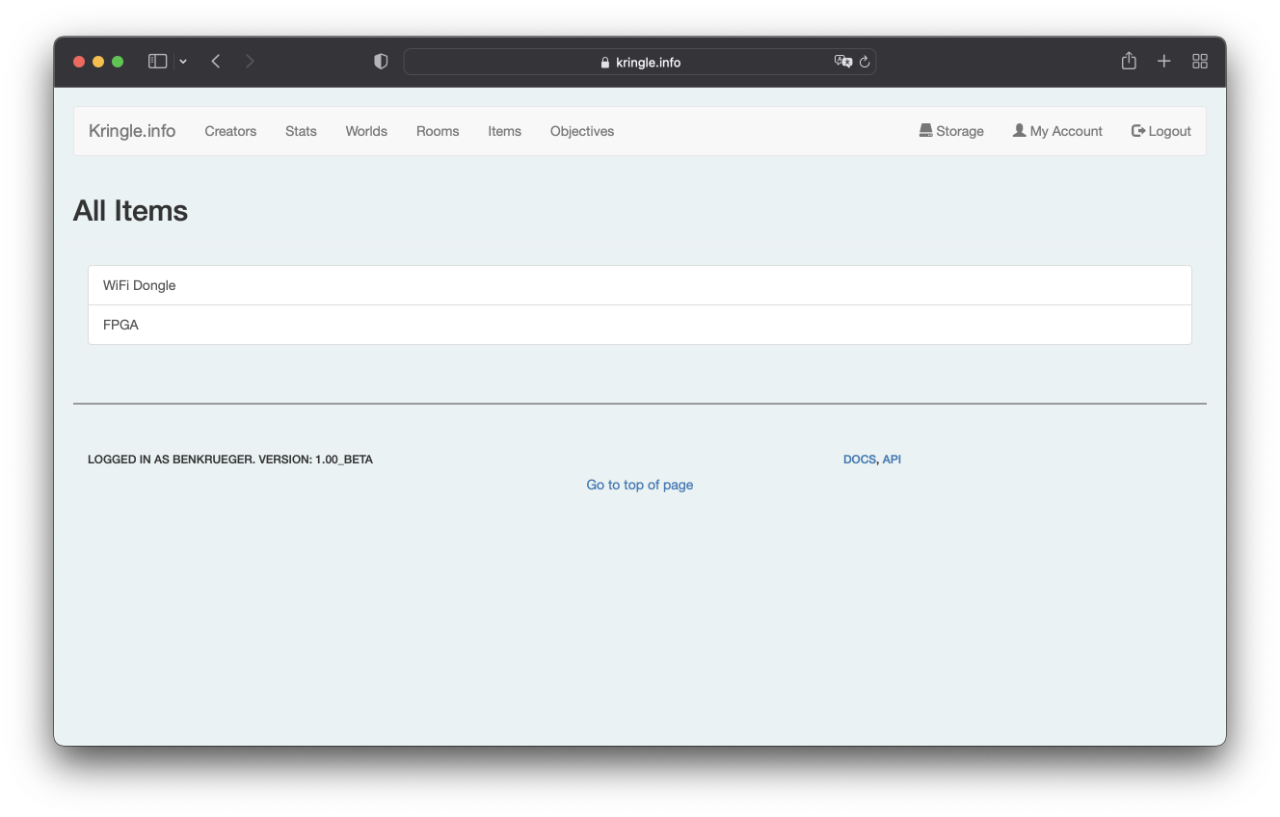 kringle.info
Kringle.info Creators Stats Worlds Rooms Items Objectives Storage My Account Logout
All Items
WiFi Dongle
FPGA
LOGGED IN AS BENKRUEGER. VERSION: 1.00_BETA DOCS, API
Go to top of page